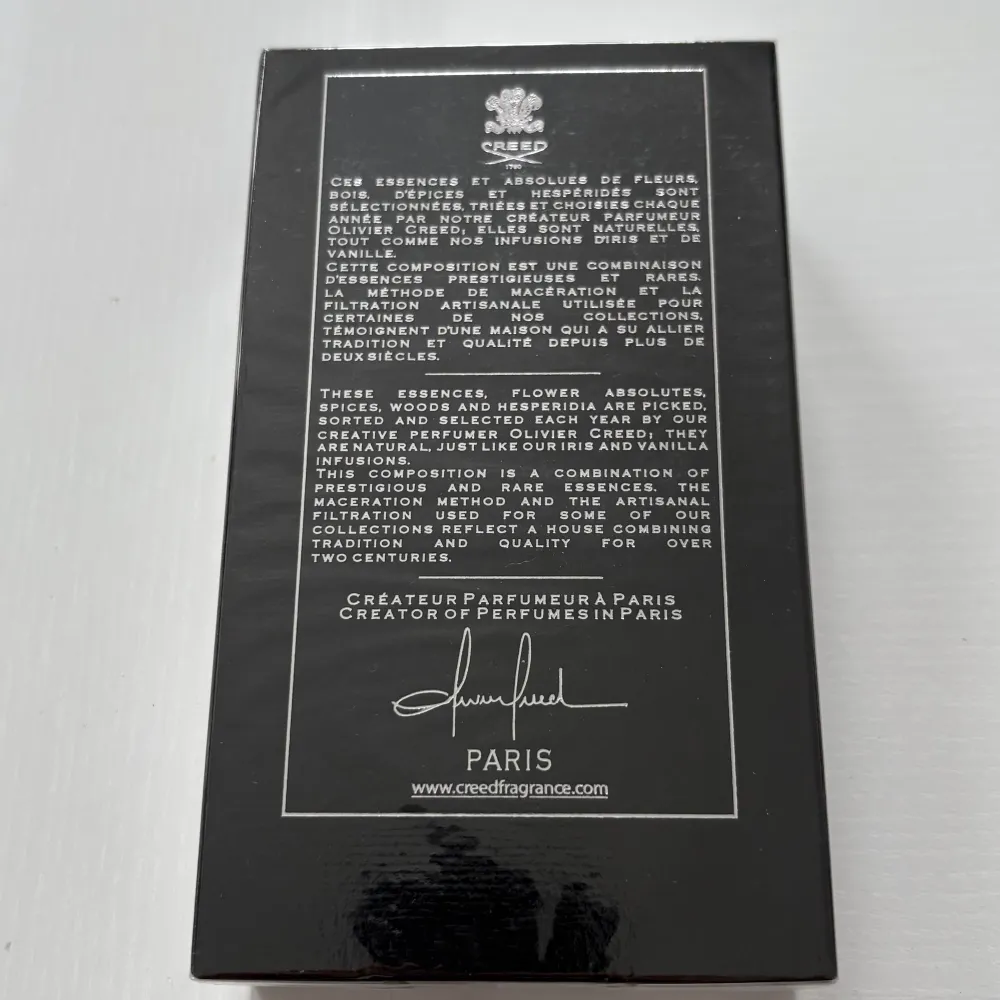 CREED
1760
CES ESSENCES ET ABSOLUES DE FLEURS,
BOIS, D'ÉPICES ET HESPÉRIDÉS SONT
SÉLECTIONNÉES, TRIÉES ET CHOISIES CHAQUE
ANNÉE PAR NOTRE CRÉATEUR PARFUMEUR
OLIVIER CREED; ELLES SONT NATURELLES,
TOUT COMME NOS INFUSIONS D'IRIS ET DE
VANILLE.
CETTE COMPOSITION EST UNE COMBINAISON
D'ESSENCES PRESTIGIEUSES ET RARES.
LA MÉTHODE DE MACÉRATION ET LA
FILTRATION ARTISANALE UTILISÉE POUR
CERTAINES DE NOS COLLECTIONS,
TÉMOIGNENT D'UNE MAISON QUI A SU ALLIER
TRADITION ET QUALITÉ DEPUIS PLUS DE
DEUX SIÈCLES.
THESE ESSENCES, FLOWER ABSOLUTES,
SPICES, WOODS AND HESPERIDIA ARE PICKED,
SORTED AND SELECTED EACH YEAR BY OUR
CREATIVE PERFUMER OLIVIER CREED; THEY
ARE NATURAL, JUST LIKE OUR IRIS AND VANILLA
INFUSIONS.
THIS COMPOSITION IS A COMBINATION OF
PRESTIGIOUS AND RARE ESSENCES. THE
MACERATION METHOD AND THE ARTISANAL
FILTRATION USED FOR SOME OF OUR
COLLECTIONS REFLECT A HOUSE COMBINING
TRADITION AND QUALITY FOR OVER
TWO CENTURIES.
CRÉATEUR PARFUMEUR À PARIS
CREATOR OF PERFUMES IN PARIS
Olivier Creed
PARIS
www.creedfragrance.com